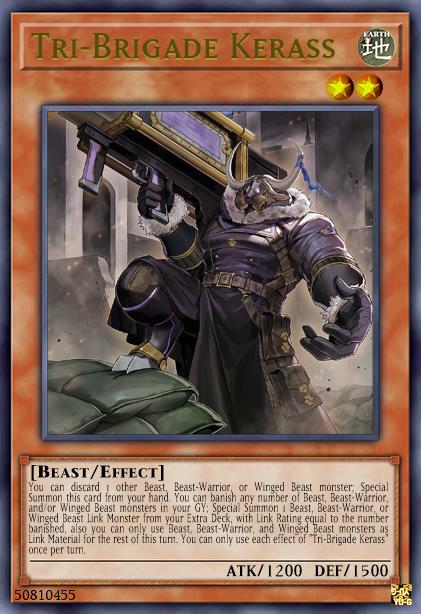 TRI-BRIGADE KERASS
EARTH
地
[BEAST/EFFECT]
You can discard 1 other Beast, Beast-Warrior, or Winged Beast monster; Special
Summon this card from your hand. You can banish any number of Beast, Beast-Warrior,
and/or Winged Beast monsters in your GY; Special Summon 1 Beast, Beast-Warrior, or
Winged Beast Link Monster from your Extra Deck, with Link Rating equal to the number
banished, also you can only use Beast, Beast-Warrior, and Winged Beast monsters as
Link Material for the rest of this turn. You can only use each effect of "Tri-Brigade Kerass"
once per turn.
ATK/1200 DEF/1500
50810455